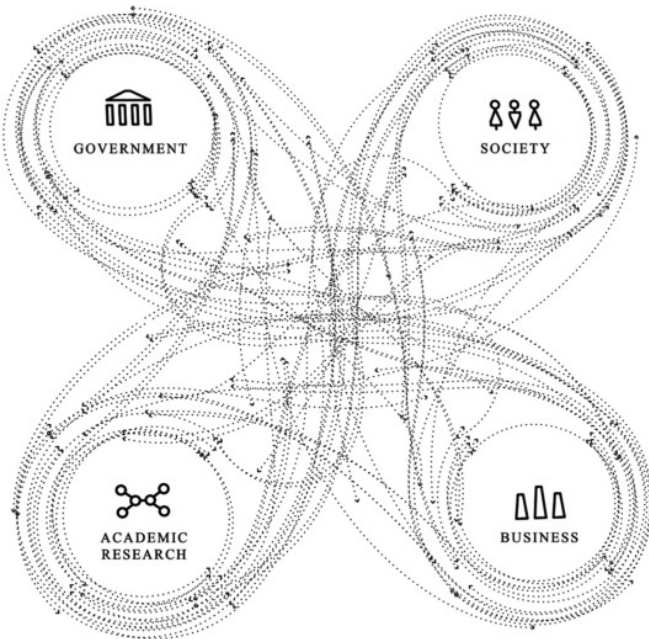 GOVERNMENT
SOCIETY
ACADEMIC
RESEARCH
BUSINESS